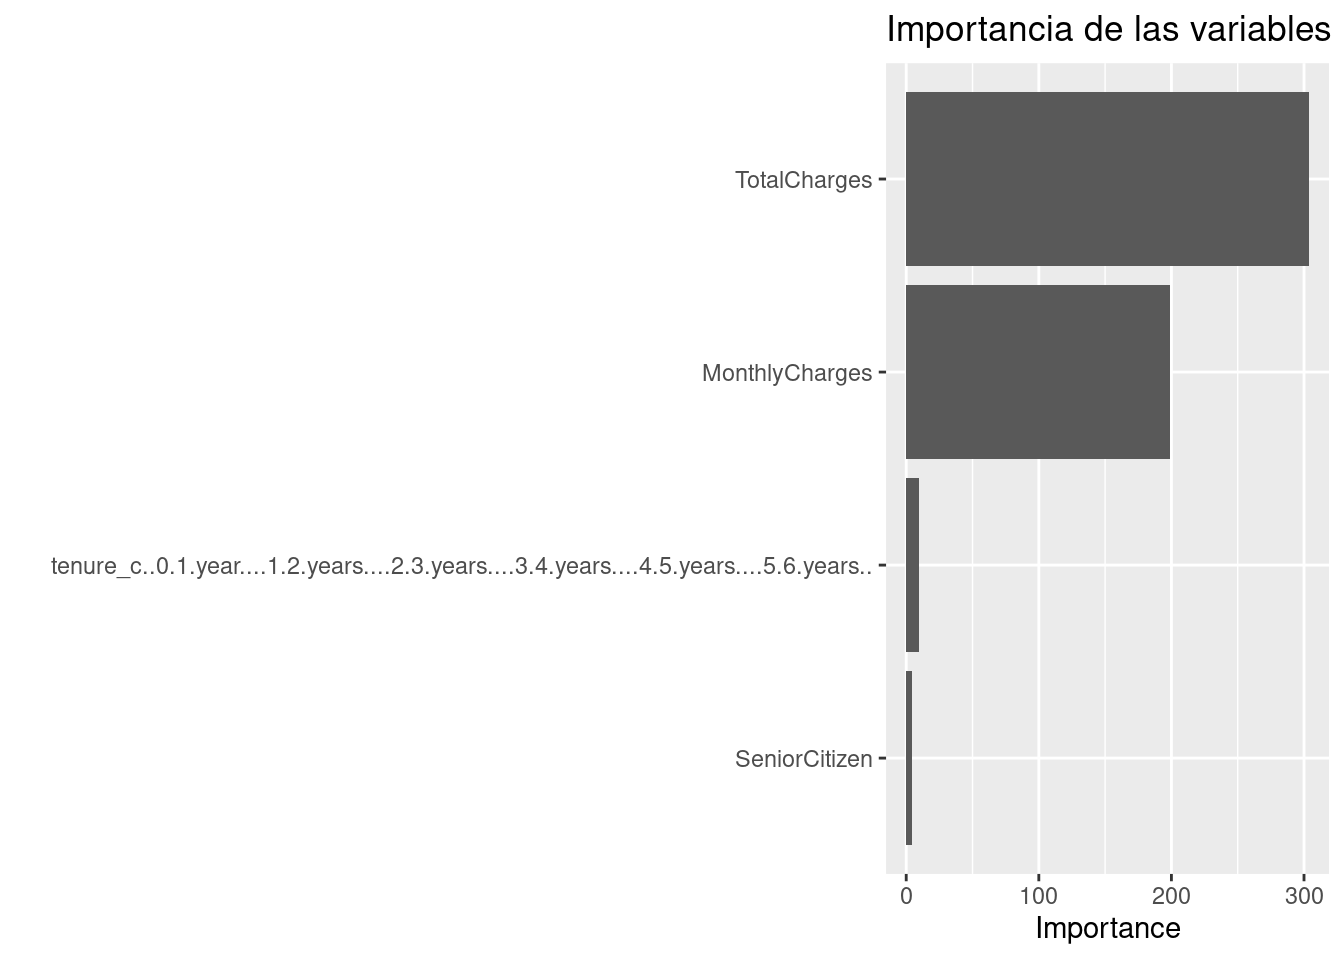 Importancia de las variables
TotalCharges
MonthlyCharges
tenure_c..0.1.year....1.2.years....2.3.years....3.4.years....4.5.years....5.6.years..
SeniorCitizen
0 100 200 300
Importance